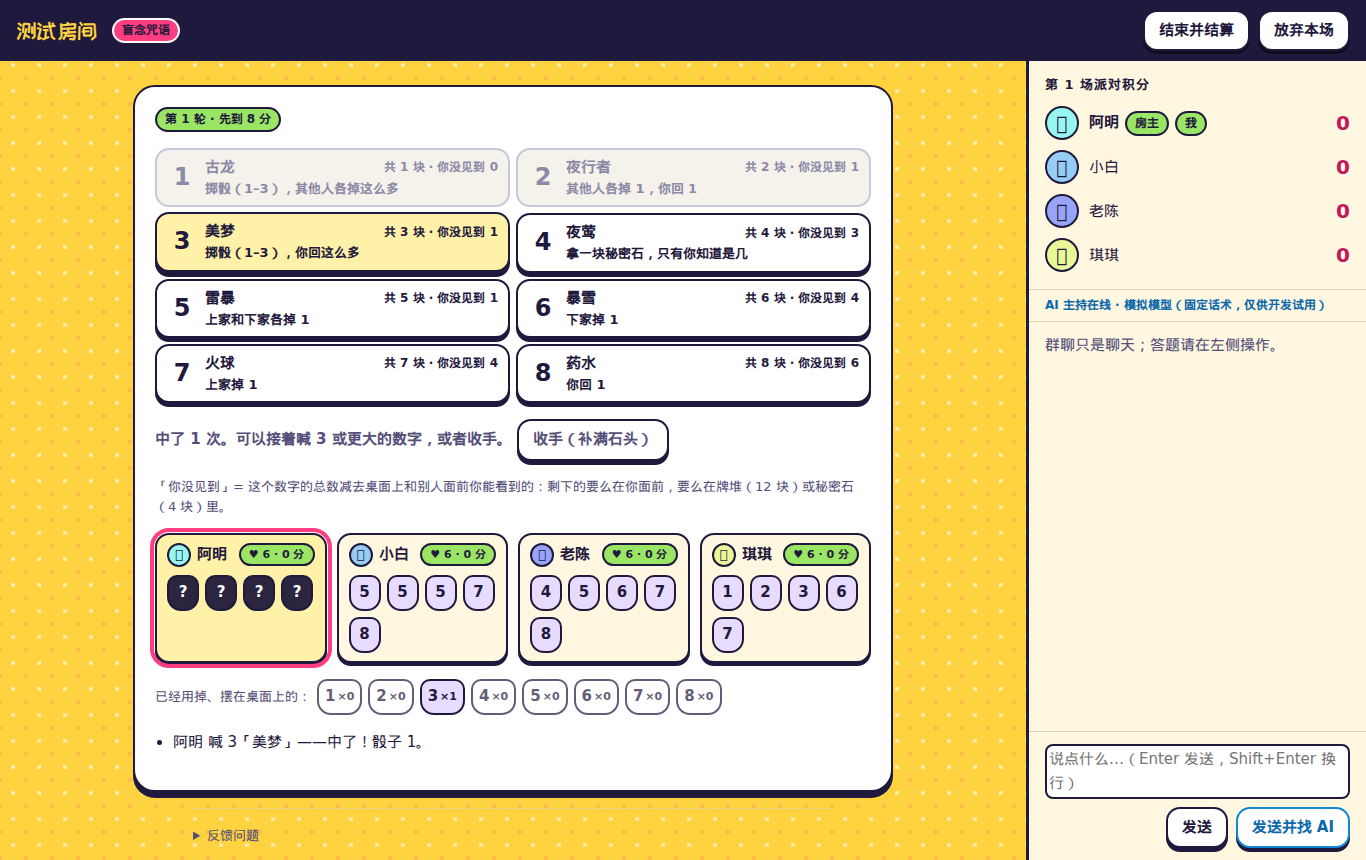 测试房间 盲念咒语 结束并结算 放弃本场
第 1 轮 · 先到 8 分
1 古龙 共 1 块 · 你没见到 0
掷骰（1–3），其他人各掉这么多
2 夜行者 共 2 块 · 你没见到 1
其他人各掉 1，你回 1
3 美梦 共 3 块 · 你没见到 1
掷骰（1–3），你回这么多
4 夜莺 共 4 块 · 你没见到 3
拿一块秘密石，只有你知道是几
5 雷暴 共 5 块 · 你没见到 1
上家和下家各掉 1
6 暴雪 共 6 块 · 你没见到 4
下家掉 1
7 火球 共 7 块 · 你没见到 4
上家掉 1
8 药水 共 8 块 · 你没见到 6
你回 1
中了 1 次。可以接着喊 3 或更大的数字，或者收手。 收手（补满石头）
「你没见到」= 这个数字的总数减去桌面上和别人面前你能看到的：剩下的要么在你面前，要么在牌堆（12 块）或秘密石
（4 块）里。
阿明 ♥ 6 · 0 分
? ? ? ?
小白 ♥ 6 · 0 分
5 5 5 7
8
老陈 ♥ 6 · 0 分
4 5 6 7
8
琪琪 ♥ 6 · 0 分
1 2 3 6
7
已经用掉、摆在桌面上的： 1 ×0 2 ×0 3 ×1 4 ×0 5 ×0 6 ×0 7 ×0 8 ×0
• 阿明 喊 3「美梦」——中了！骰子 1。
▶ 反馈问题
第 1 场派对积分
阿明 房主 我 0
小白 0
老陈 0
琪琪 0
AI 主持在线 · 模拟模型（固定话术，仅供开发试用）
群聊只是聊天；答题请在左侧操作。
说点什么…（Enter 发送，Shift+Enter 换
行）
发送 发送并找 AI